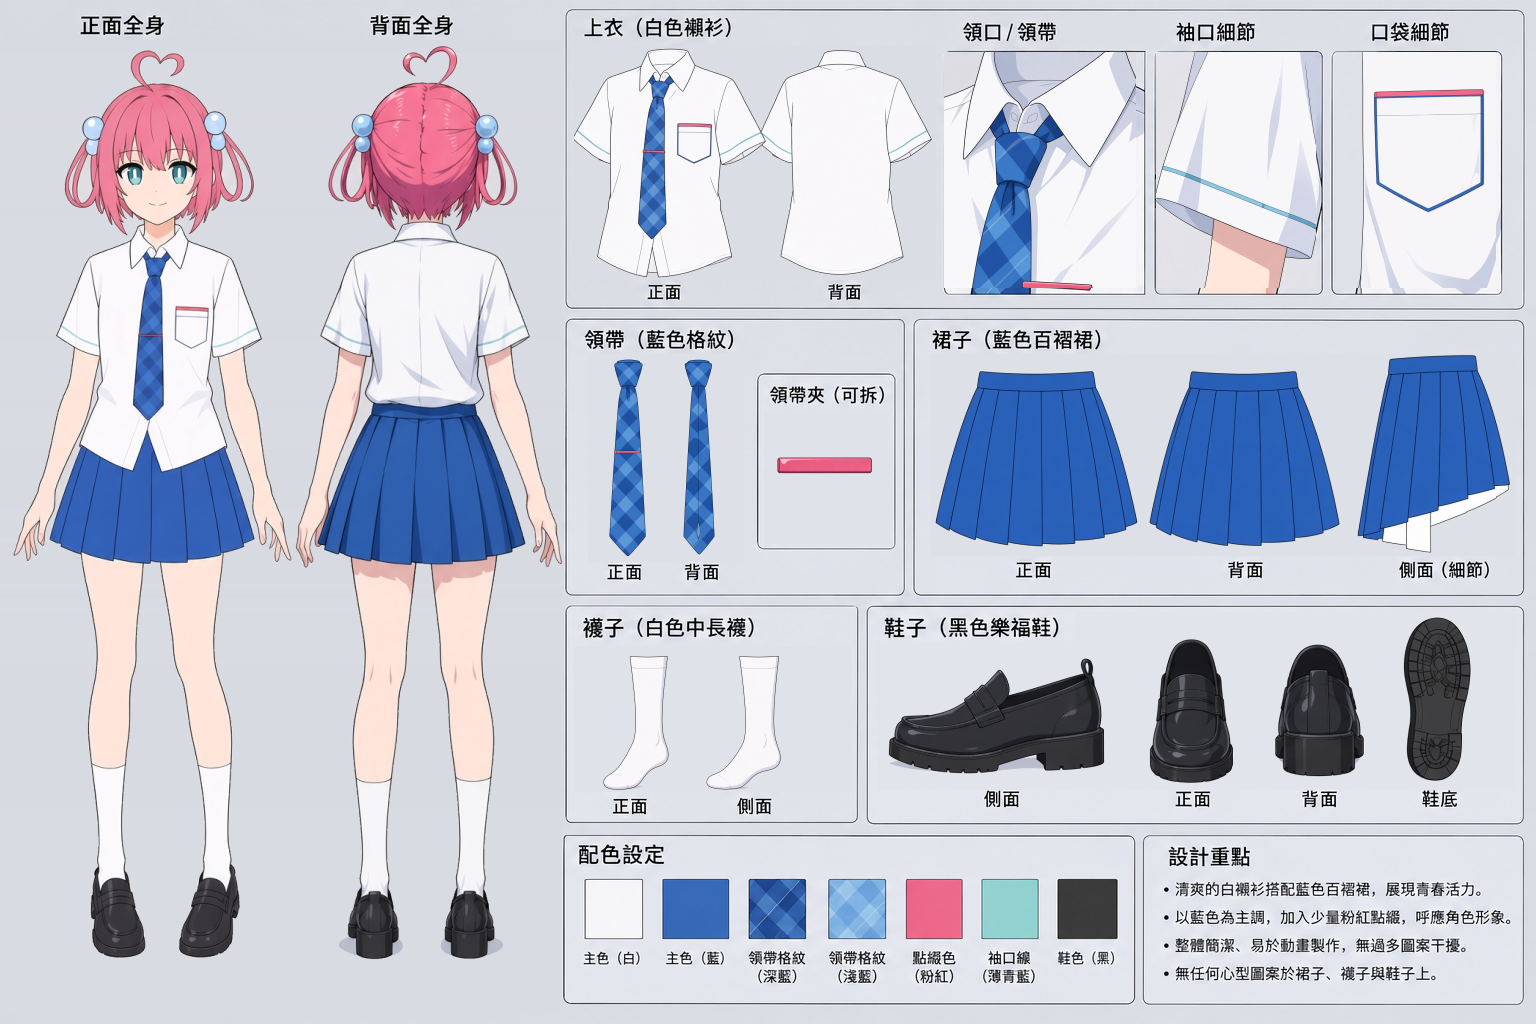 正面全身
背面全身
上衣（白色襯衫）
正面
背面
領口 / 領帶
袖口細節
口袋細節
領帶（藍色格紋）
正面
背面
領帶夾（可拆）
裙子（藍色百褶裙）
正面
背面
側面（細節）
襪子（白色中長襪）
正面
側面
鞋子（黑色樂福鞋）
側面
正面
背面
鞋底
配色設定
主色（白）
主色（藍）
領帶格紋
（深藍）
領帶格紋
（淺藍）
點綴色
（粉紅）
袖口線
（薄青藍）
鞋色（黑）
設計重點
• 清爽的白襯衫搭配藍色百褶裙，展現青春活力。
• 以藍色為主調，加入少量粉紅點綴，呼應角色形象。
• 整體簡潔、易於動畫製作，無過多圖案干擾。
• 無任何心型圖案於裙子、襪子與鞋子上。